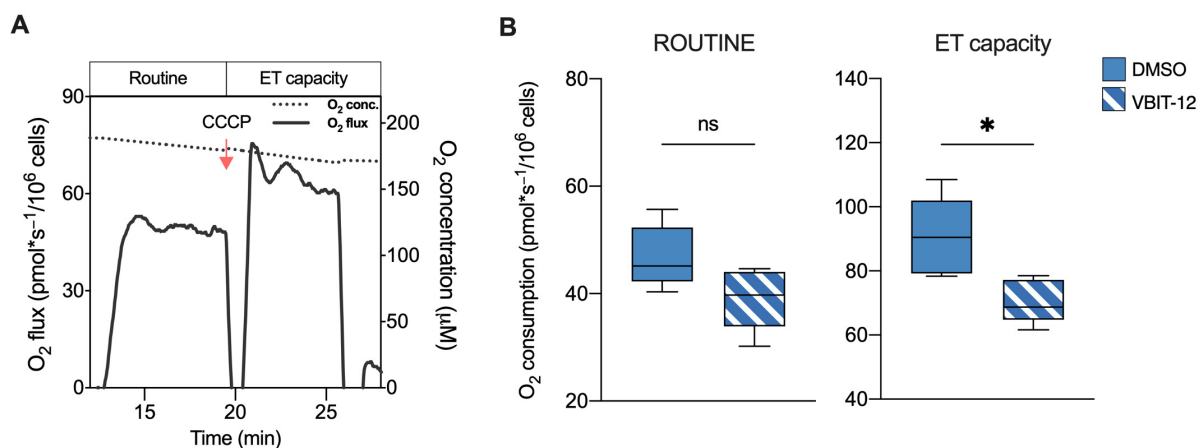 A
Routine
ET capacity
90
60
30
0
O₂ flux (pmol*s⁻¹/10⁶ cells)
O₂ conc.
O₂ flux
CCCP
200
150
100
50
0
O₂ concentration (μM)
15
20
25
Time (min)
B
ROUTINE
80
60
40
20
O₂ consumption (pmol*s⁻¹/10⁶ cells)
ns
ET capacity
140
120
100
80
60
40
*
DMSO
VBIT-12